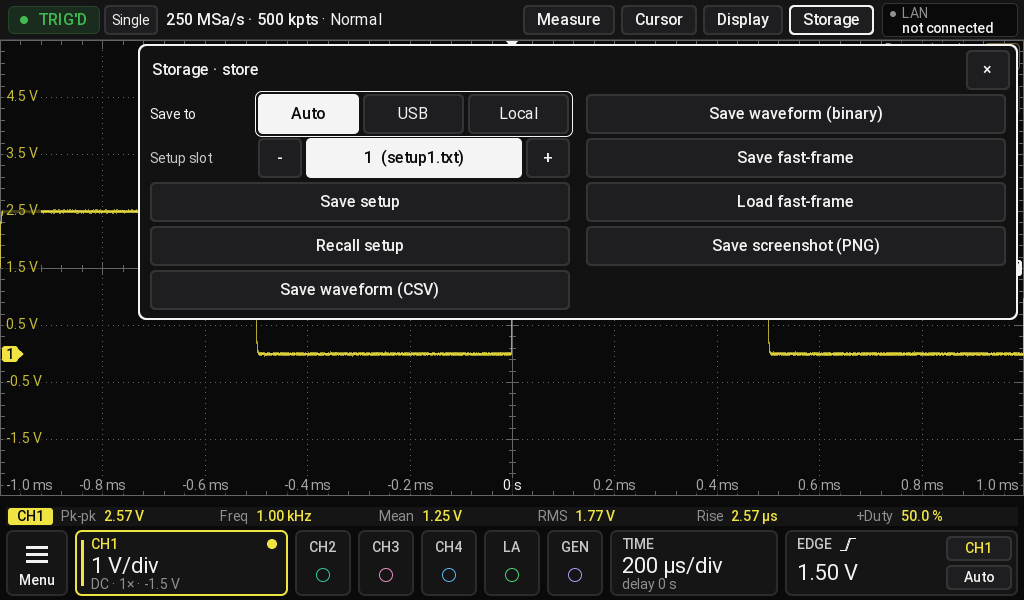 TRIG'D Single 250 MSa/s · 500 kpts · Normal Measure Cursor Display Storage LAN
not connected
Storage · store ×
Save to Auto USB Local Save waveform (binary)
Setup slot - 1 (setup1.txt) + Save fast-frame
Save setup Load fast-frame
Recall setup Save screenshot (PNG)
Save waveform (CSV)
4.5 V
3.5 V
2.5 V
1.5 V
0.5 V
1
-0.5 V
-1.5 V
-1.0 ms -0.8 ms -0.6 ms -0.4 ms -0.2 ms 0 s 0.2 ms 0.4 ms 0.6 ms 0.8 ms 1.0 ms
CH1 Pk-pk 2.57 V Freq 1.00 kHz Mean 1.25 V RMS 1.77 V Rise 2.57 µs +Duty 50.0 %
Menu
CH1
1 V/div
DC · 1× · -1.5 V
CH2 CH3 CH4 LA GEN
TIME
200 µs/div
delay 0 s
EDGE CH1
1.50 V Auto